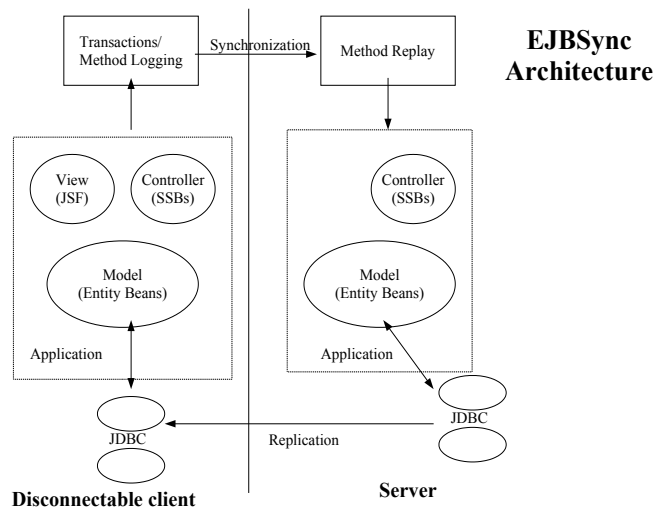 EJBSync
Architecture
Transactions/
Method Logging
Synchronization
Method Replay
View
(JSF)
Controller
(SSBs)
Model
(Entity Beans)
Application
JDBC
Controller
(SSBs)
Model
(Entity Beans)
Application
JDBC
Replication
Disconnectable client
Server